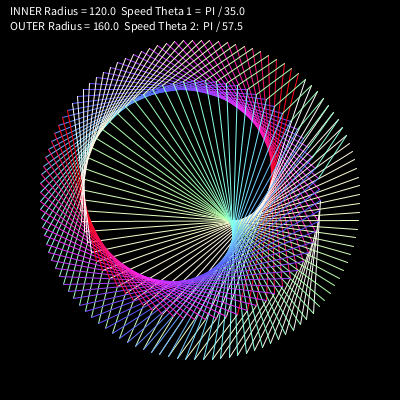 INNER Radius = 120.0  Speed Theta 1 =  PI / 35.0
OUTER Radius = 160.0  Speed Theta 2:  PI / 57.5